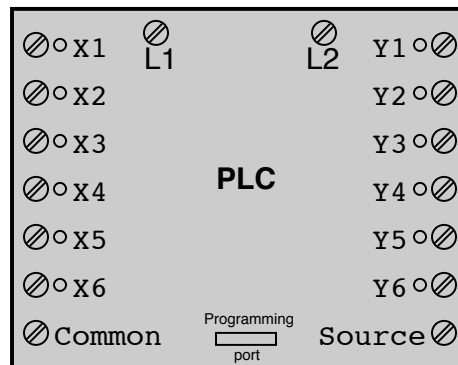 X1 L1 L2 Y1
X2 Y2
X3 Y3
X4 PLC Y4
X5 Y5
X6 Y6
Programming
Common Source
port